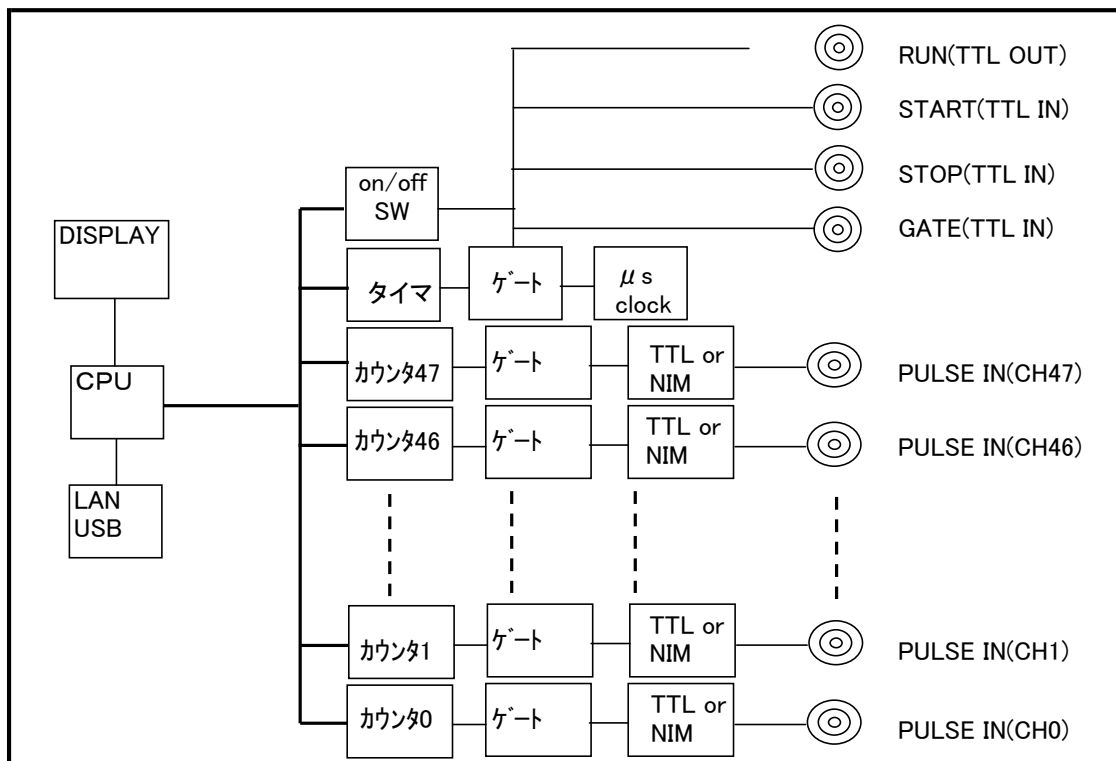 RUN(TTL OUT)
START(TTL IN)
on/off
SW
STOP(TTL IN)
DISPLAY
GATE(TTL IN)
タイマ
ｹﾞｰﾄ
μs
clock
CPU
ｶｳﾝﾀ47
ｹﾞｰﾄ
TTL or
NIM
PULSE IN(CH47)
ｶｳﾝﾀ46
ｹﾞｰﾄ
TTL or
NIM
PULSE IN(CH46)
LAN
USB
ｶｳﾝﾀ1
ｹﾞｰﾄ
TTL or
NIM
PULSE IN(CH1)
ｶｳﾝﾀ0
ｹﾞｰﾄ
TTL or
NIM
PULSE IN(CH0)